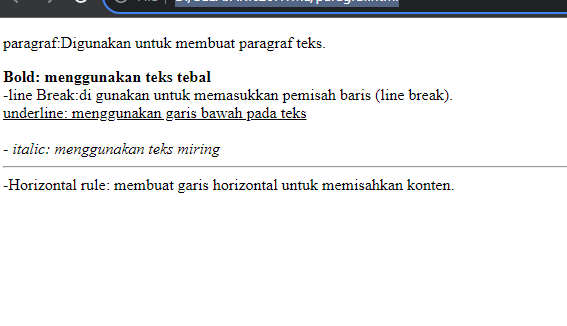 paragraf:Digunakan untuk membuat paragraf teks.
Bold: menggunakan teks tebal
-line Break:di gunakan untuk memasukkan pemisah baris (line break).
underline: menggunakan garis bawah pada teks
- italic: menggunakan teks miring
-Horizontal rule: membuat garis horizontal untuk memisahkan konten.